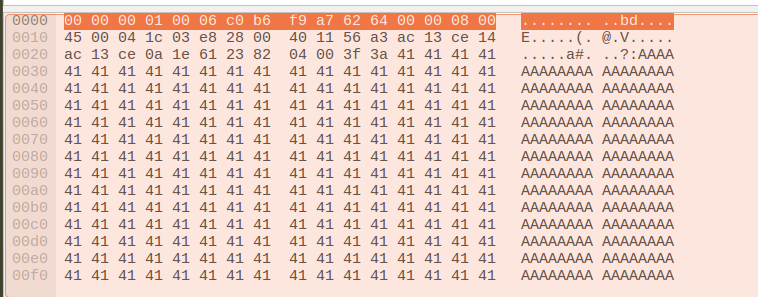 0000 00 00 00 01 00 06 c0 b6 f9 a7 62 64 00 00 08 00 ........ ..bd....
0010 45 00 04 1c 03 e8 28 00 40 11 56 a3 ac 13 ce 14 E.....(. @.V.....
0020 ac 13 ce 0a 1e 61 23 82 04 00 3f 3a 41 41 41 41 .....a#. ..?:AAAA
0030 41 41 41 41 41 41 41 41 41 41 41 41 41 41 41 41 AAAAAAAA AAAAAAAA
0040 41 41 41 41 41 41 41 41 41 41 41 41 41 41 41 41 AAAAAAAA AAAAAAAA
0050 41 41 41 41 41 41 41 41 41 41 41 41 41 41 41 41 AAAAAAAA AAAAAAAA
0060 41 41 41 41 41 41 41 41 41 41 41 41 41 41 41 41 AAAAAAAA AAAAAAAA
0070 41 41 41 41 41 41 41 41 41 41 41 41 41 41 41 41 AAAAAAAA AAAAAAAA
0080 41 41 41 41 41 41 41 41 41 41 41 41 41 41 41 41 AAAAAAAA AAAAAAAA
0090 41 41 41 41 41 41 41 41 41 41 41 41 41 41 41 41 AAAAAAAA AAAAAAAA
00a0 41 41 41 41 41 41 41 41 41 41 41 41 41 41 41 41 AAAAAAAA AAAAAAAA
00b0 41 41 41 41 41 41 41 41 41 41 41 41 41 41 41 41 AAAAAAAA AAAAAAAA
00c0 41 41 41 41 41 41 41 41 41 41 41 41 41 41 41 41 AAAAAAAA AAAAAAAA
00d0 41 41 41 41 41 41 41 41 41 41 41 41 41 41 41 41 AAAAAAAA AAAAAAAA
00e0 41 41 41 41 41 41 41 41 41 41 41 41 41 41 41 41 AAAAAAAA AAAAAAAA
00f0 41 41 41 41 41 41 41 41 41 41 41 41 41 41 41 41 AAAAAAAA AAAAAAAA